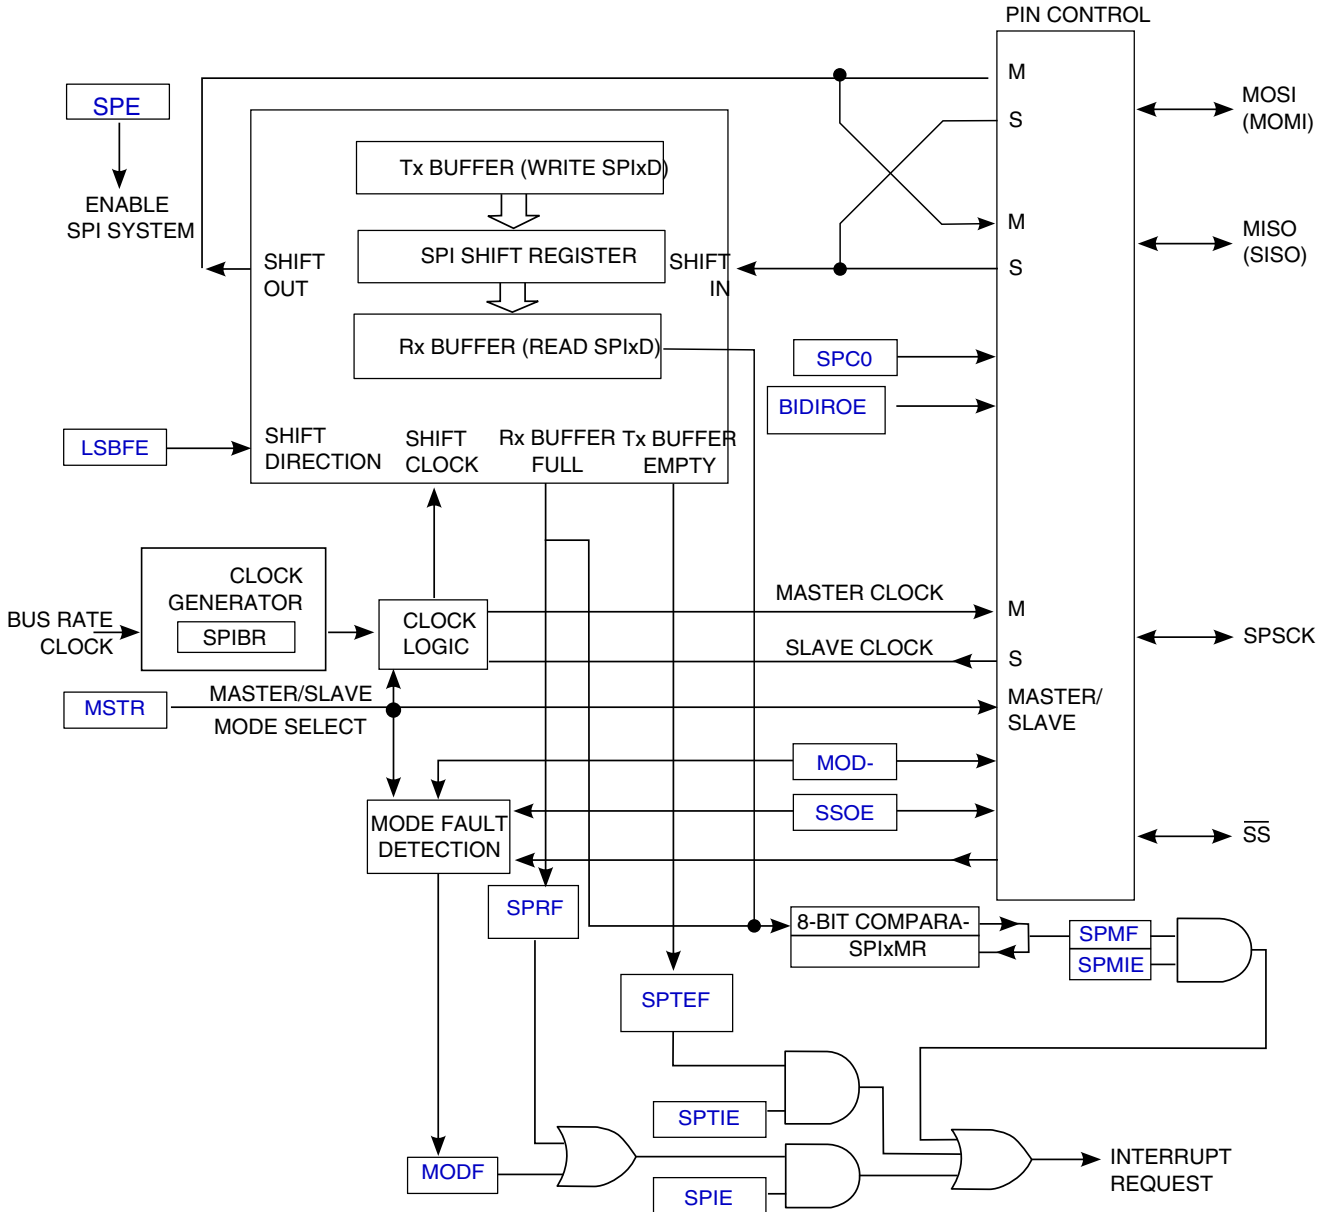 PIN CONTROL
SPE
ENABLE
SPI SYSTEM
M
S
M
S
MOSI
(MOMI)
MISO
(SISO)
Tx BUFFER (WRITE SPIxD)
SPI SHIFT REGISTER
Rx BUFFER (READ SPIxD)
SHIFT
OUT
SHIFT
IN
SPC0
BIDIROE
LSBFE
SHIFT
DIRECTION
SHIFT
CLOCK
Rx BUFFER
FULL
Tx BUFFER
EMPTY
BUS RATE
CLOCK
CLOCK
GENERATOR
SPIBR
CLOCK
LOGIC
MASTER CLOCK
M
SLAVE CLOCK
S
SPSCK
MSTR
MASTER/SLAVE
MODE SELECT
MASTER/
SLAVE
MOD-
SSOE
MODE FAULT
DETECTION
SS
SPRF
8-BIT COMPARA-
SPIxMR
SPMF
SPMIE
SPTEF
SPTIE
MODF
SPIE
INTERRUPT
REQUEST